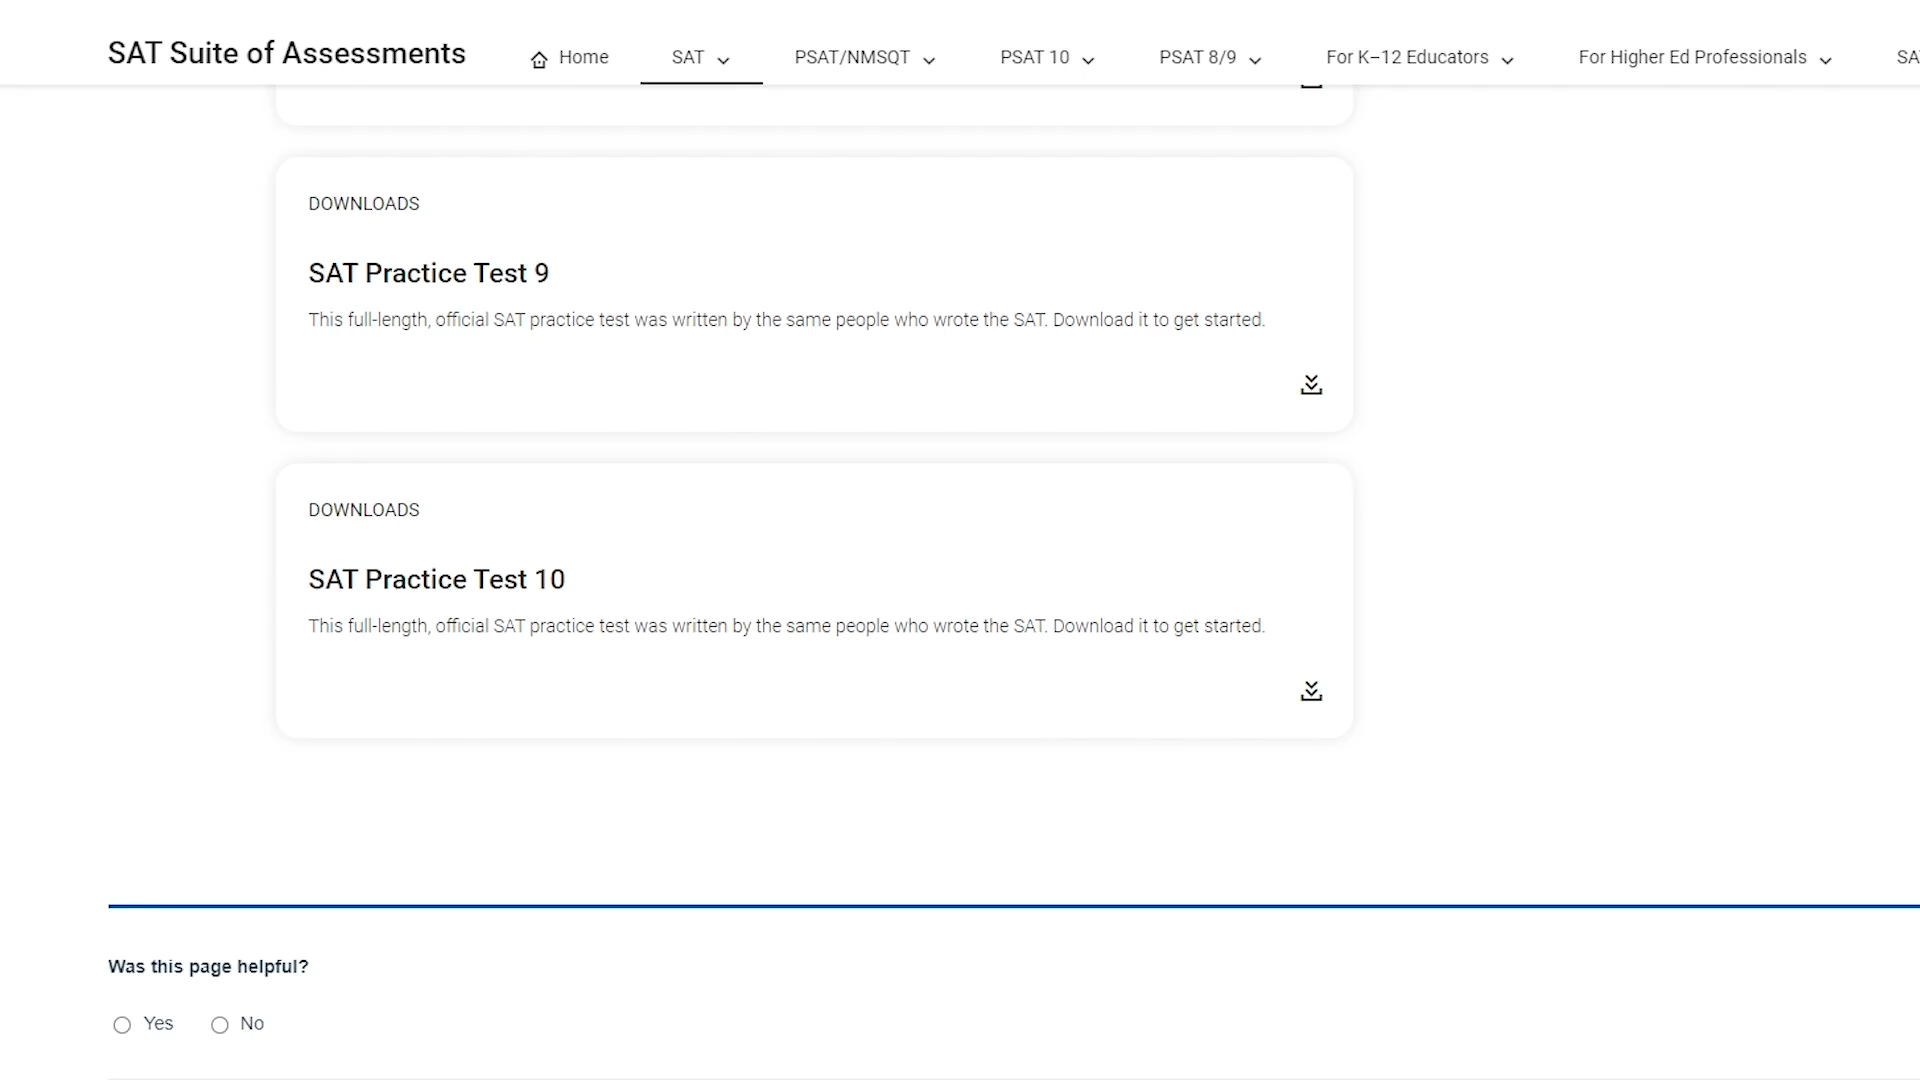 SAT Suite of Assessments Home SAT PSAT/NMSQT PSAT 10 PSAT 8/9 For K–12 Educators For Higher Ed Professionals SA
DOWNLOADS
SAT Practice Test 9
This full-length, official SAT practice test was written by the same people who wrote the SAT. Download it to get started.
DOWNLOADS
SAT Practice Test 10
This full-length, official SAT practice test was written by the same people who wrote the SAT. Download it to get started.
Was this page helpful?
Yes No